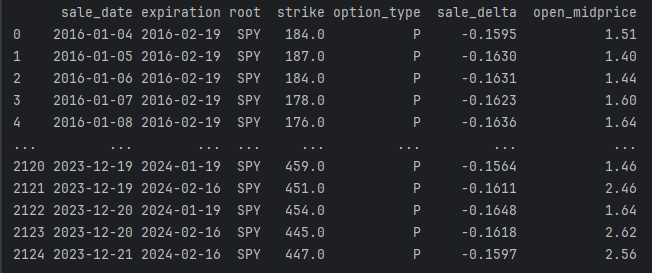 sale_date expiration root strike option_type sale_delta open_midprice
0 2016-01-04 2016-02-19 SPY 184.0 P -0.1595 1.51
1 2016-01-05 2016-02-19 SPY 187.0 P -0.1630 1.40
2 2016-01-06 2016-02-19 SPY 184.0 P -0.1631 1.44
3 2016-01-07 2016-02-19 SPY 178.0 P -0.1623 1.60
4 2016-01-08 2016-02-19 SPY 176.0 P -0.1636 1.64
... ... ... ... ... ... ... ...
2120 2023-12-19 2024-01-19 SPY 459.0 P -0.1564 1.46
2121 2023-12-19 2024-02-16 SPY 451.0 P -0.1611 2.46
2122 2023-12-20 2024-01-19 SPY 454.0 P -0.1648 1.64
2123 2023-12-20 2024-02-16 SPY 445.0 P -0.1618 2.62
2124 2023-12-21 2024-02-16 SPY 447.0 P -0.1597 2.56